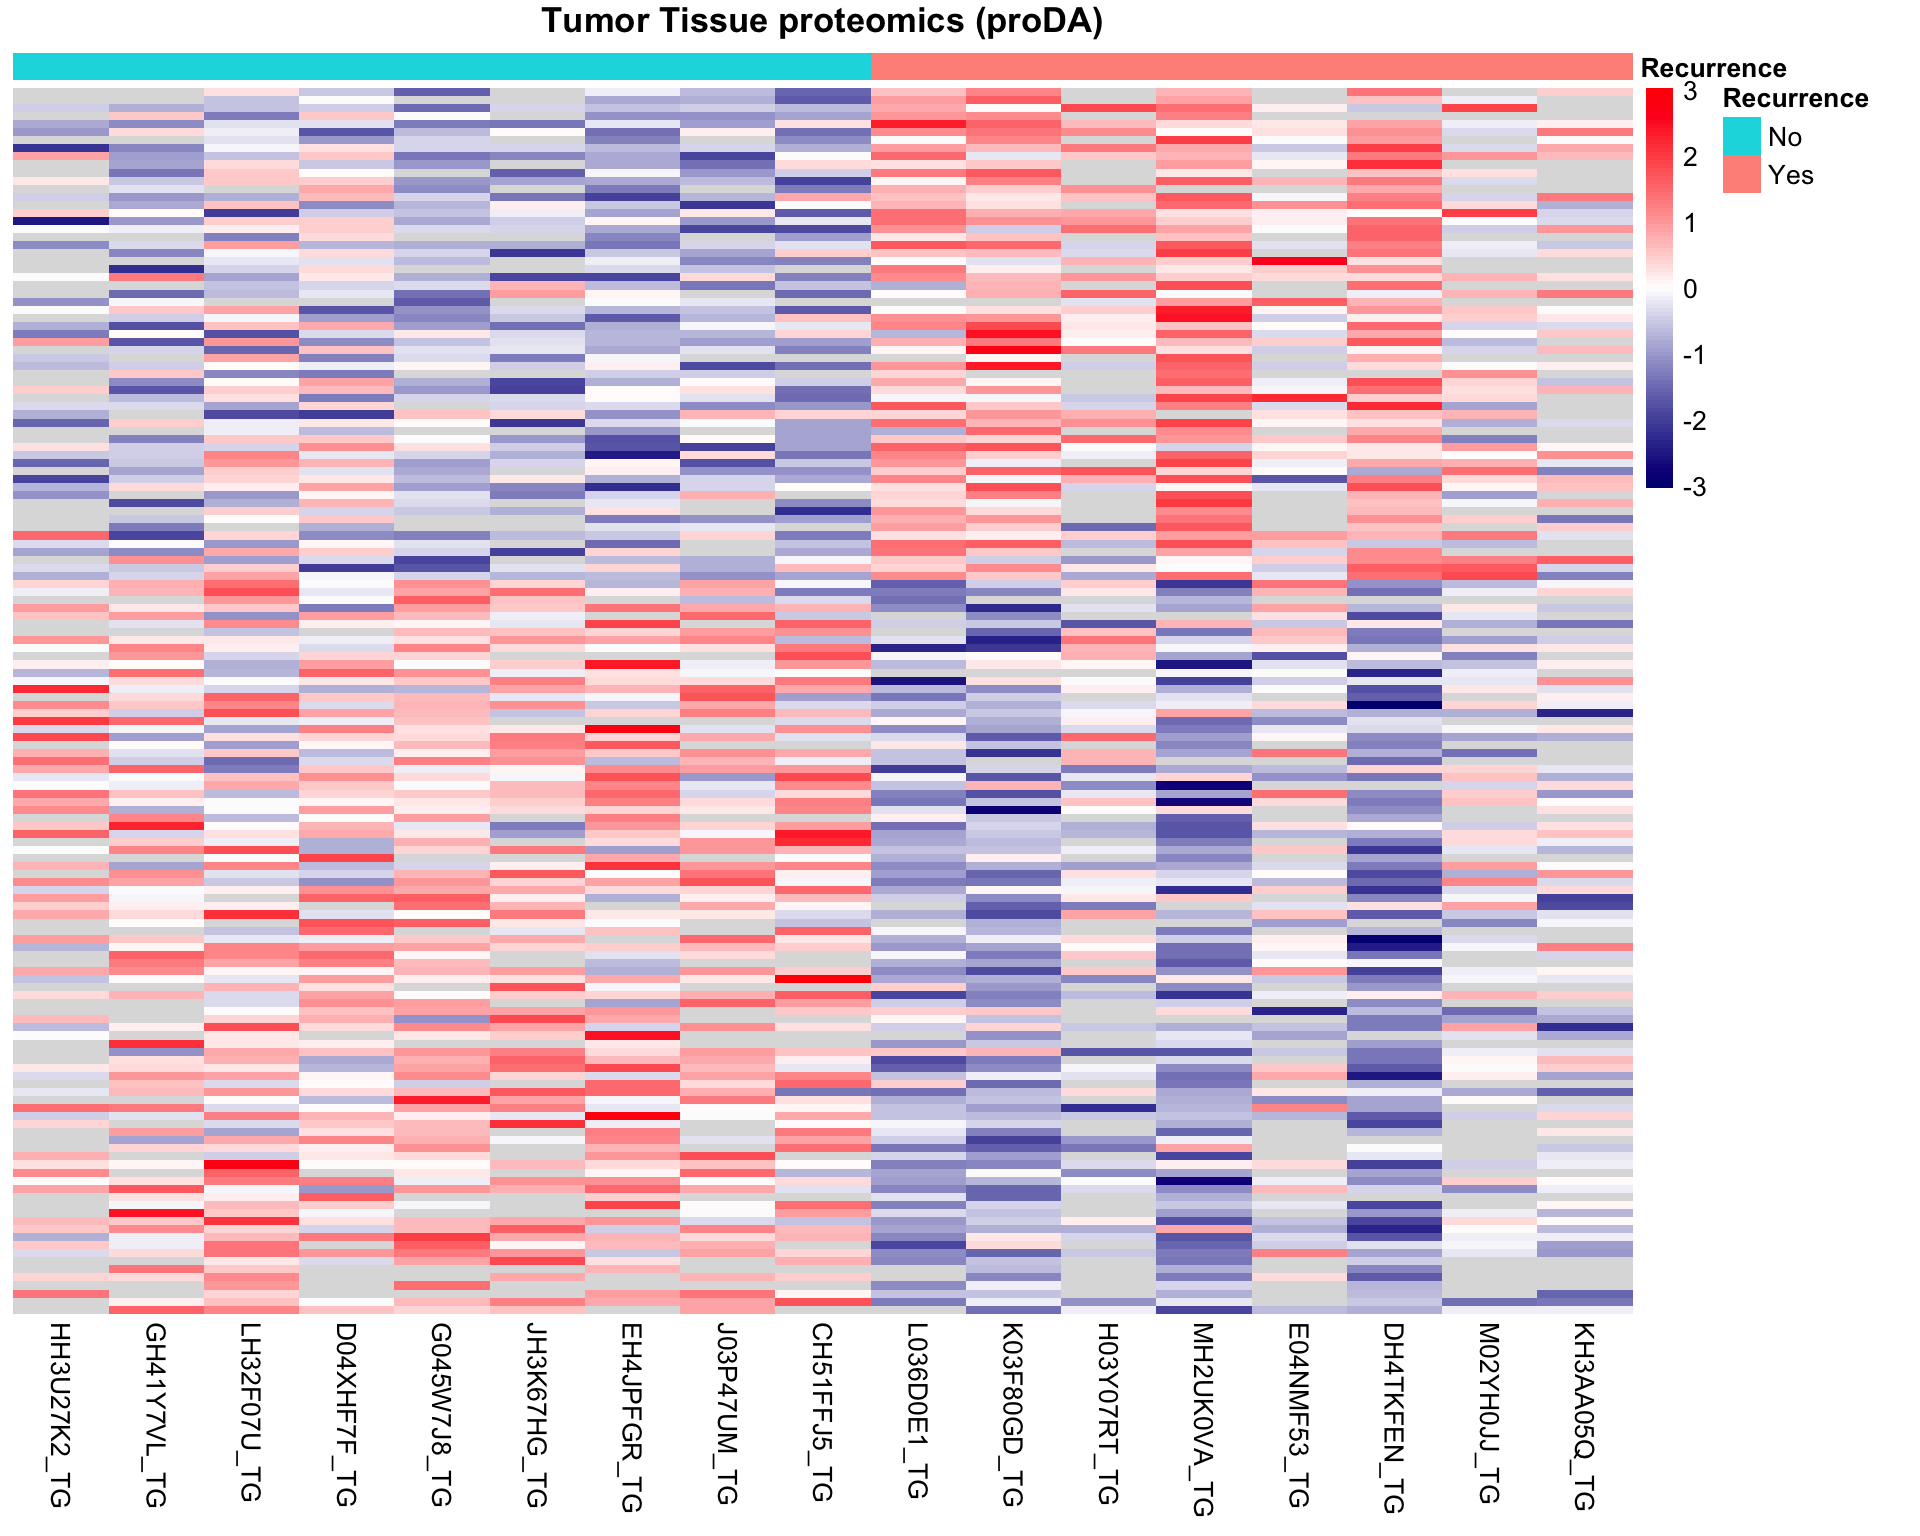 Tumor Tissue proteomics (proDA)
Recurrence
Recurrence
No
Yes
3
2
1
0
-1
-2
-3
HH3U27K2_TG
GH41Y7VL_TG
LH32F07U_TG
D04XHF7F_TG
G045W7J8_TG
JH3K67HG_TG
EH4JPFGR_TG
J03P47UM_TG
CH51FFJ5_TG
L036D0E1_TG
K03F80GD_TG
H03Y07RT_TG
MH2UK0VA_TG
E04NMF53_TG
DH4TKFEN_TG
M02YH0JJ_TG
KH3AA05Q_TG